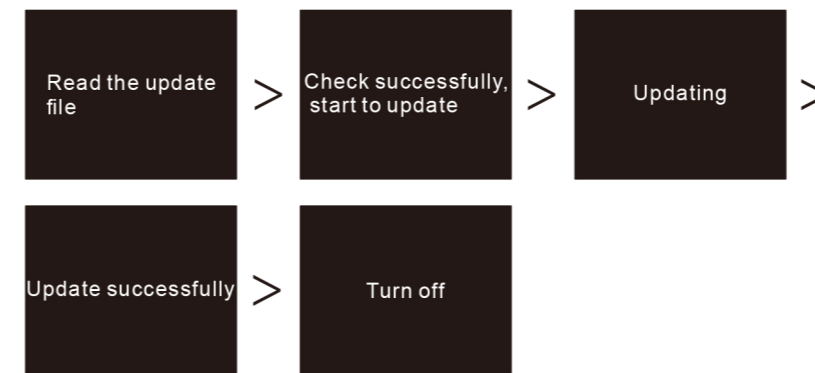 Read the update
file
>
Check successfully,
start to update
>
Updating
>
Update successfully
>
Turn off